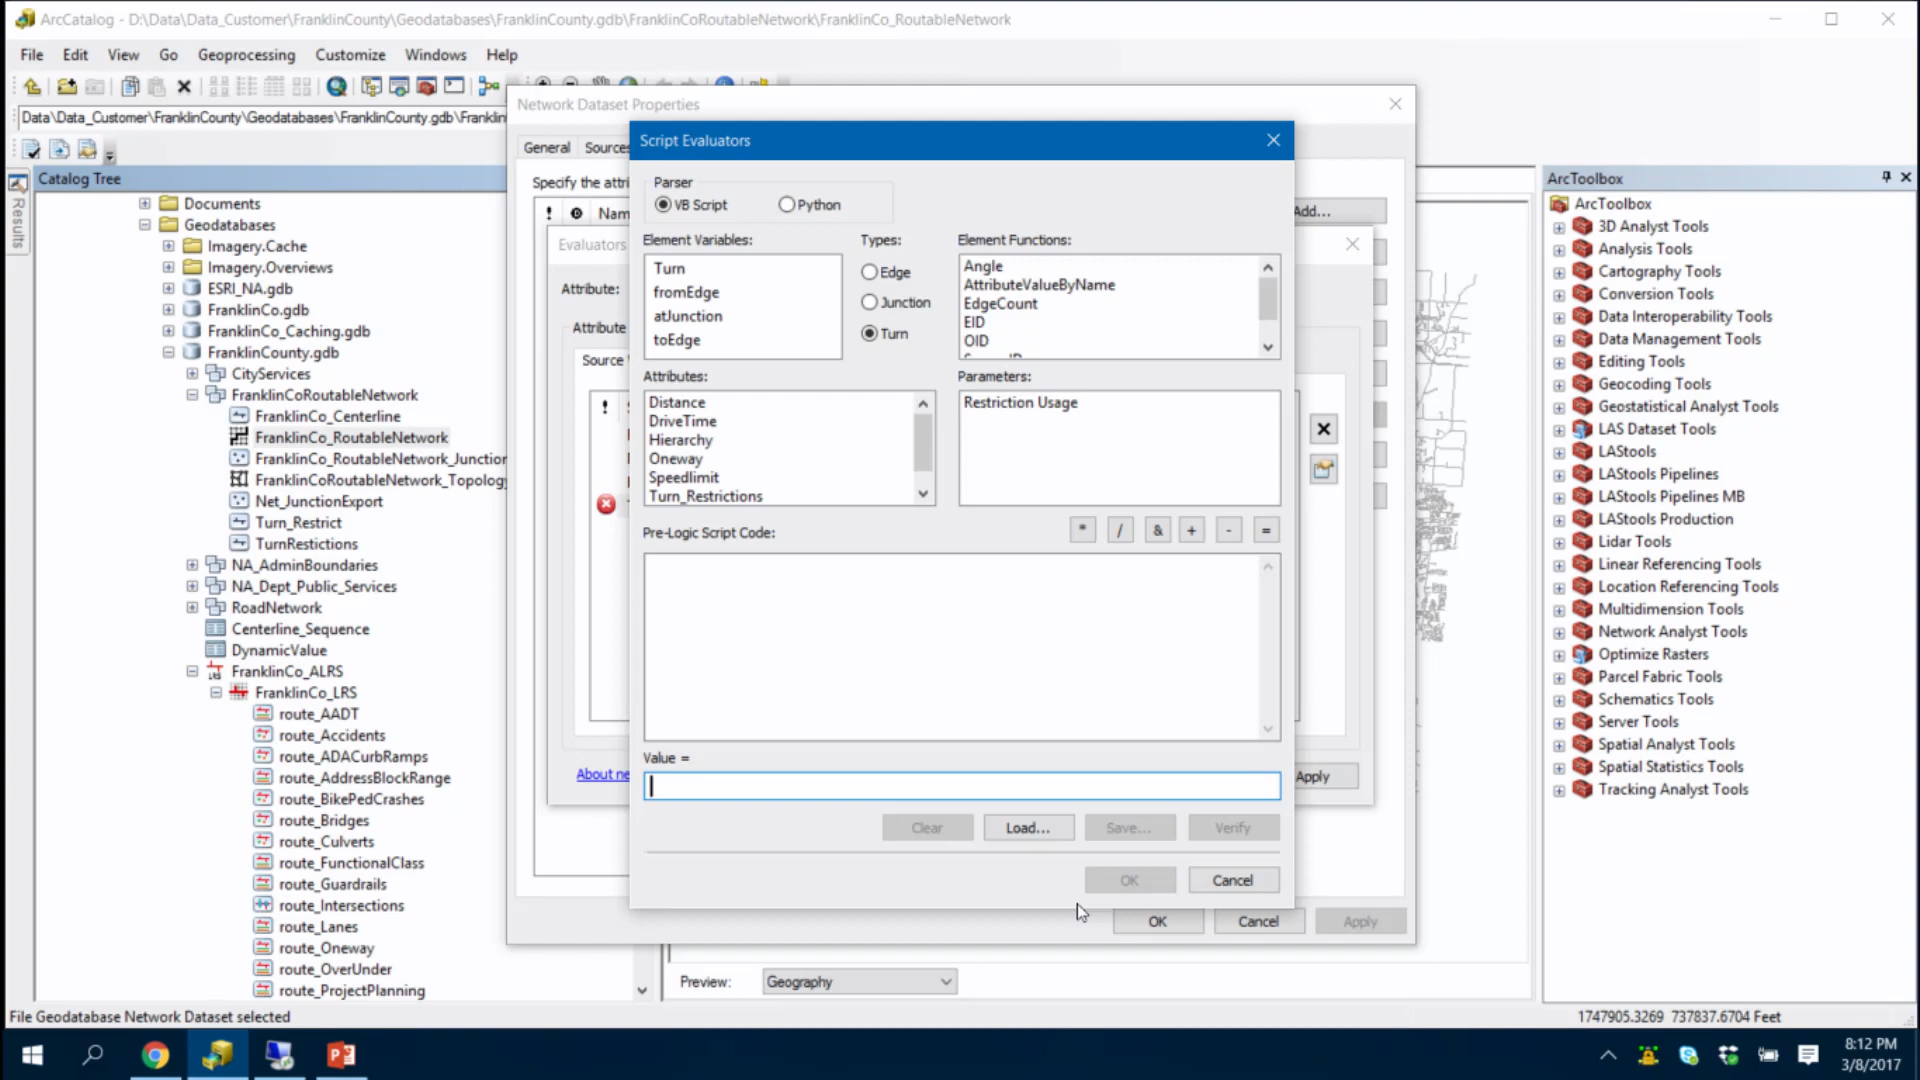 ArcCatalog - D:\Data\Data_Customer\FranklinCounty\Geodatabases\FranklinCounty.gdb\FranklinCoRoutableNetwork\FranklinCo_RoutableNetwork
File Edit View Go Geoprocessing Customize Windows Help
Data\Data_Customer\FranklinCounty\Geodatabases\FranklinCounty.gdb\Franklin
Results
Catalog Tree
Documents
Geodatabases
Imagery.Cache
Imagery.Overviews
ESRI_NA.gdb
FranklinCo.gdb
FranklinCo_Caching.gdb
FranklinCounty.gdb
CityServices
FranklinCoRoutableNetwork
FranklinCo_Centerline
FranklinCo_RoutableNetwork
FranklinCo_RoutableNetwork_Junction
FranklinCoRoutableNetwork_Topology
Net_JunctionExport
Turn_Restrict
TurnRestictions
NA_AdminBoundaries
NA_Dept_Public_Services
RoadNetwork
Centerline_Sequence
DynamicValue
FranklinCo_ALRS
FranklinCo_LRS
route_AADT
route_Accidents
route_ADACurbRamps
route_AddressBlockRange
route_BikePedCrashes
route_Bridges
route_Culverts
route_FunctionalClass
route_Guardrails
route_Intersections
route_Lanes
route_Oneway
route_OverUnder
route_ProjectPlanning
Network Dataset Properties
General Sources
Specify the attri
! Nam
Add...
Evaluators
Attribute:
Attribute
Source
!
About ne
Apply
OK Cancel Apply
Script Evaluators
Parser
VB Script Python
Element Variables: Types: Element Functions:
Turn
fromEdge
atJunction
toEdge
Edge
Junction
Turn
Angle
AttributeValueByName
EdgeCount
EID
OID
Attributes: Parameters:
Distance
DriveTime
Hierarchy
Oneway
Speedlimit
Turn_Restrictions
Restriction Usage
Pre-Logic Script Code: * / & + - =
Value =
Clear Load... Save... Verify
OK Cancel
Preview: Geography
ArcToolbox
ArcToolbox
3D Analyst Tools
Analysis Tools
Cartography Tools
Conversion Tools
Data Interoperability Tools
Data Management Tools
Editing Tools
Geocoding Tools
Geostatistical Analyst Tools
LAS Dataset Tools
LAStools
LAStools Pipelines
LAStools Pipelines MB
LAStools Production
Lidar Tools
Linear Referencing Tools
Location Referencing Tools
Multidimension Tools
Network Analyst Tools
Optimize Rasters
Parcel Fabric Tools
Schematics Tools
Server Tools
Spatial Analyst Tools
Spatial Statistics Tools
Tracking Analyst Tools
File Geodatabase Network Dataset selected
1747905.3269 737837.6704 Feet
8:12 PM
3/8/2017